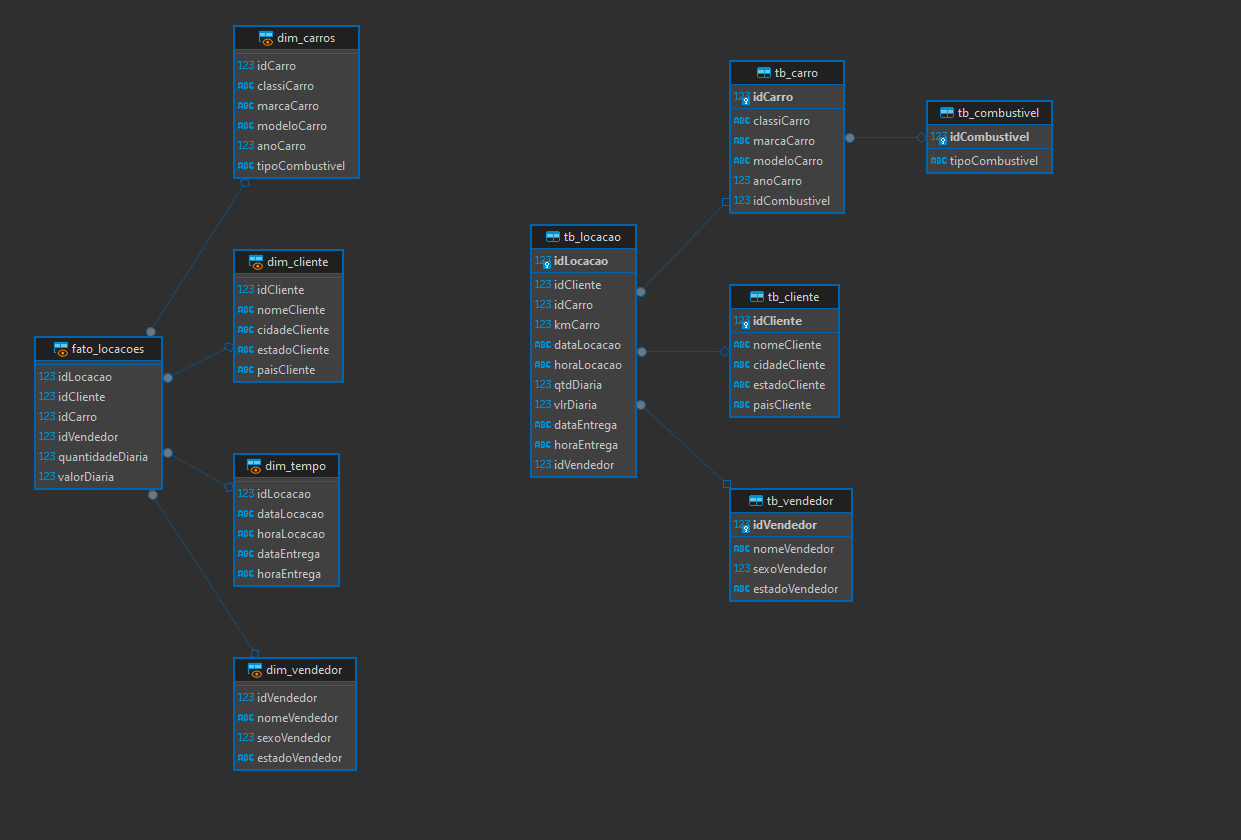 dim_carros
123 idCarro
ABC classiCarro
ABC marcaCarro
ABC modeloCarro
123 anoCarro
ABC tipoCombustivel
dim_cliente
123 idCliente
ABC nomeCliente
ABC cidadeCliente
ABC estadoCliente
ABC paisCliente
fato_locacoes
123 idLocacao
123 idCliente
123 idCarro
123 idVendedor
123 quantidadeDiaria
123 valorDiaria
dim_tempo
123 idLocacao
ABC dataLocacao
ABC horaLocacao
ABC dataEntrega
ABC horaEntrega
dim_vendedor
123 idVendedor
ABC nomeVendedor
123 sexoVendedor
ABC estadoVendedor
tb_locacao
123 idLocacao
123 idCliente
123 idCarro
123 kmCarro
ABC dataLocacao
ABC horaLocacao
123 qtdDiaria
123 vlrDiaria
ABC dataEntrega
ABC horaEntrega
123 idVendedor
tb_carro
123 idCarro
ABC classiCarro
ABC marcaCarro
ABC modeloCarro
123 anoCarro
123 idCombustivel
tb_combustivel
123 idCombustivel
ABC tipoCombustivel
tb_cliente
123 idCliente
ABC nomeCliente
ABC cidadeCliente
ABC estadoCliente
ABC paisCliente
tb_vendedor
123 idVendedor
ABC nomeVendedor
123 sexoVendedor
ABC estadoVendedor